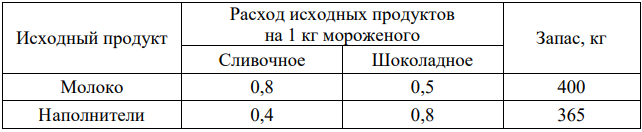 Исходный продукт
Расход исходных продуктов
на 1 кг мороженого
Запас, кг
Сливочное
Шоколадное
Молоко 0,8 0,5 400
Наполнители 0,4 0,8 365